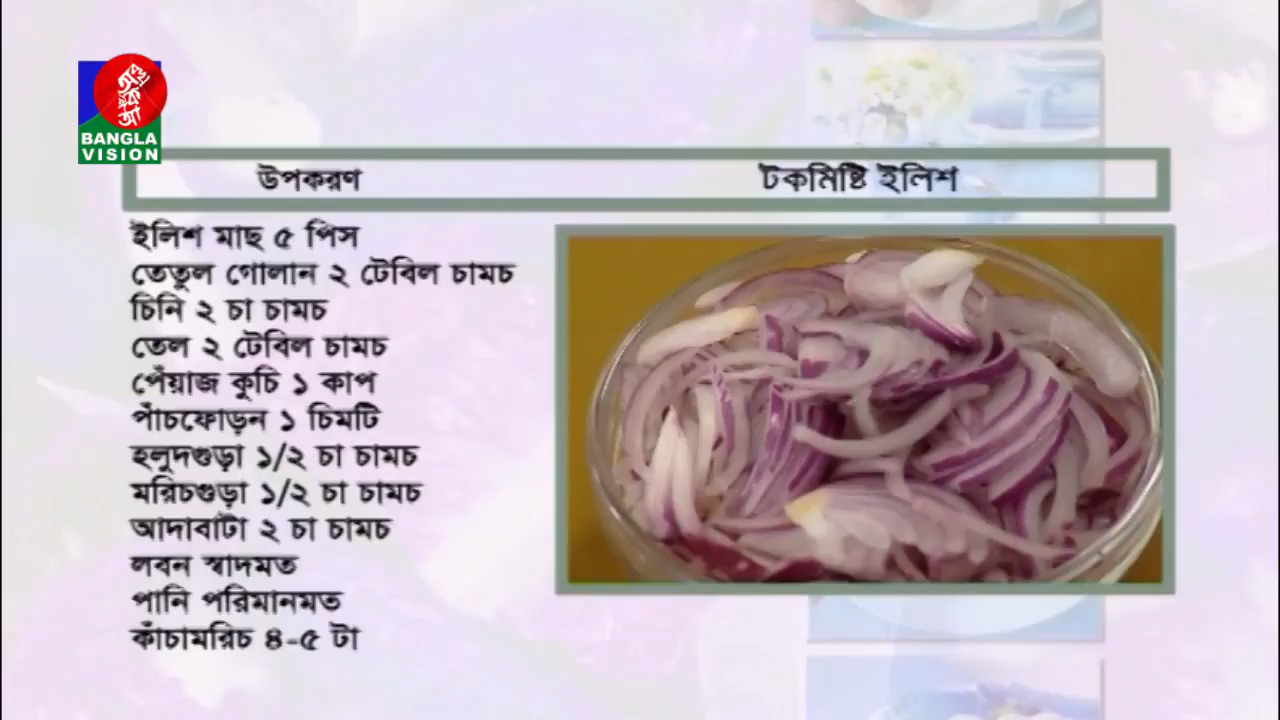 BANGLA
VISION
উপকরণ
টকমিষ্টি ইলিশ
ইলিশ মাছ ৫ পিস
তেতুল গোলান ২ টেবিল চামচ
চিনি ২ চা চামচ
তেল ২ টেবিল চামচ
পেঁয়াজ কুচি ১ কাপ
পাঁচফোড়ন ১ চিমটি
হলুদগুড়া ১/২ চা চামচ
মরিচগুড়া ১/২ চা চামচ
আদাবাটা ২ চা চামচ
লবন স্বাদমত
পানি পরিমানমত
কাঁচামরিচ ৪-৫ টা